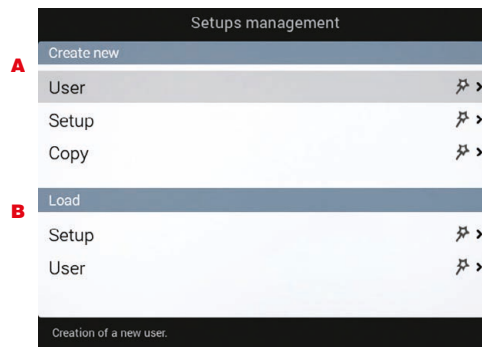 Setups management
A
Create new
User
Setup
Copy
B
Load
Setup
User
Creation of a new user.